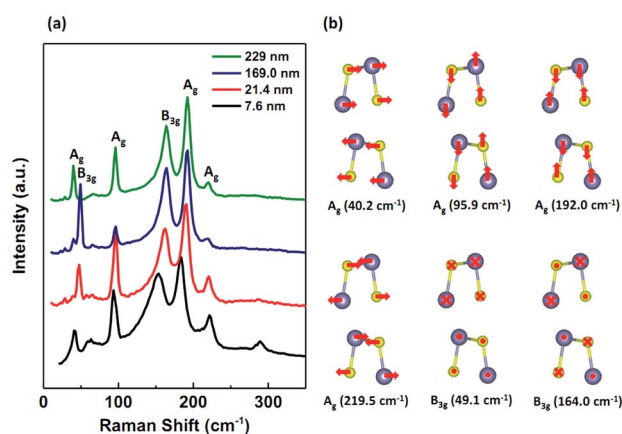 (a)
229 nm
169.0 nm
21.4 nm
7.6 nm
Ag
B3g
Ag
B3g
Ag
Ag
Intensity (a.u.)
0 100 200 300
Raman Shift (cm-1)
(b)
Ag (40.2 cm-1) Ag (95.9 cm-1) Ag (192.0 cm-1)
Ag (219.5 cm-1) B3g (49.1 cm-1) B3g (164.0 cm-1)